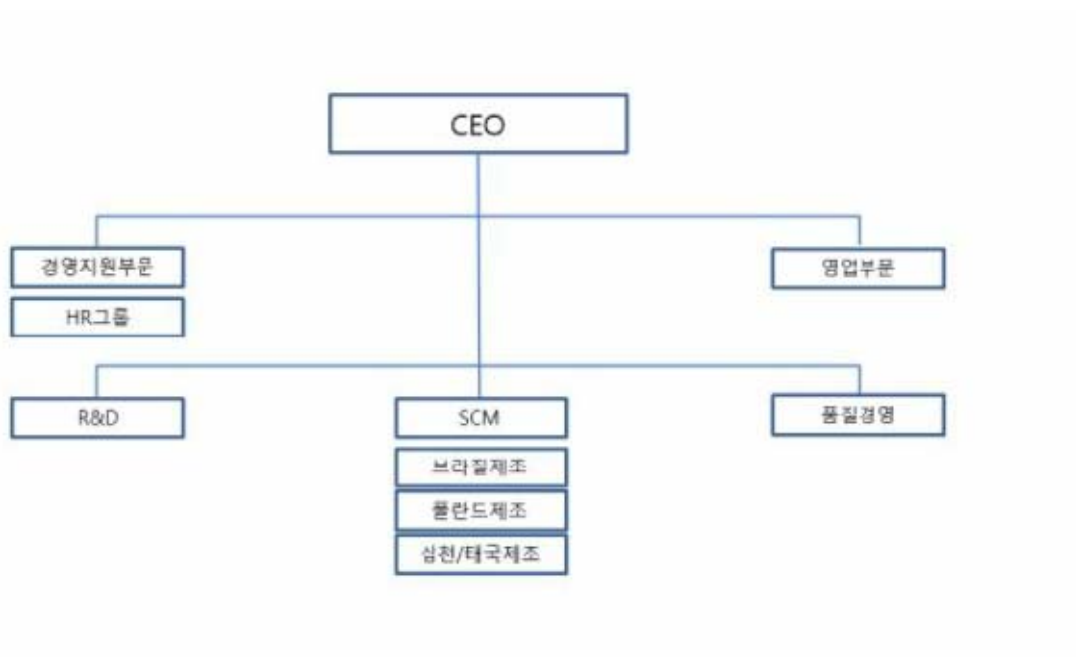 CEO
경영지원부문
영업부문
HR그룹
R&D
SCM
품질경영
브라질제조
폴란드제조
심천/태국제조